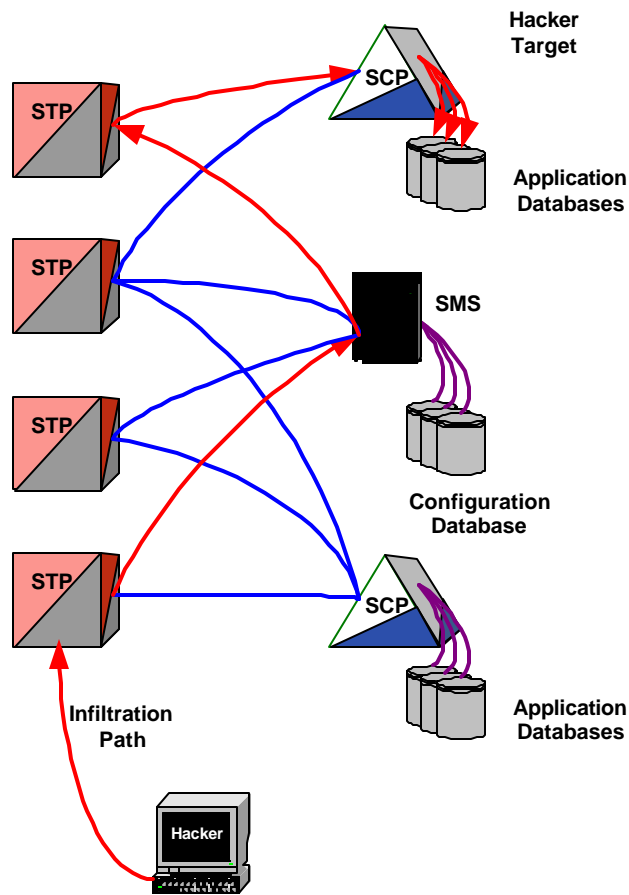 Hacker
Target
SCP
STP
Application
Databases
STP
SMS
STP
Configuration
Database
STP
SCP
Infiltration
Path
Application
Databases
Hacker